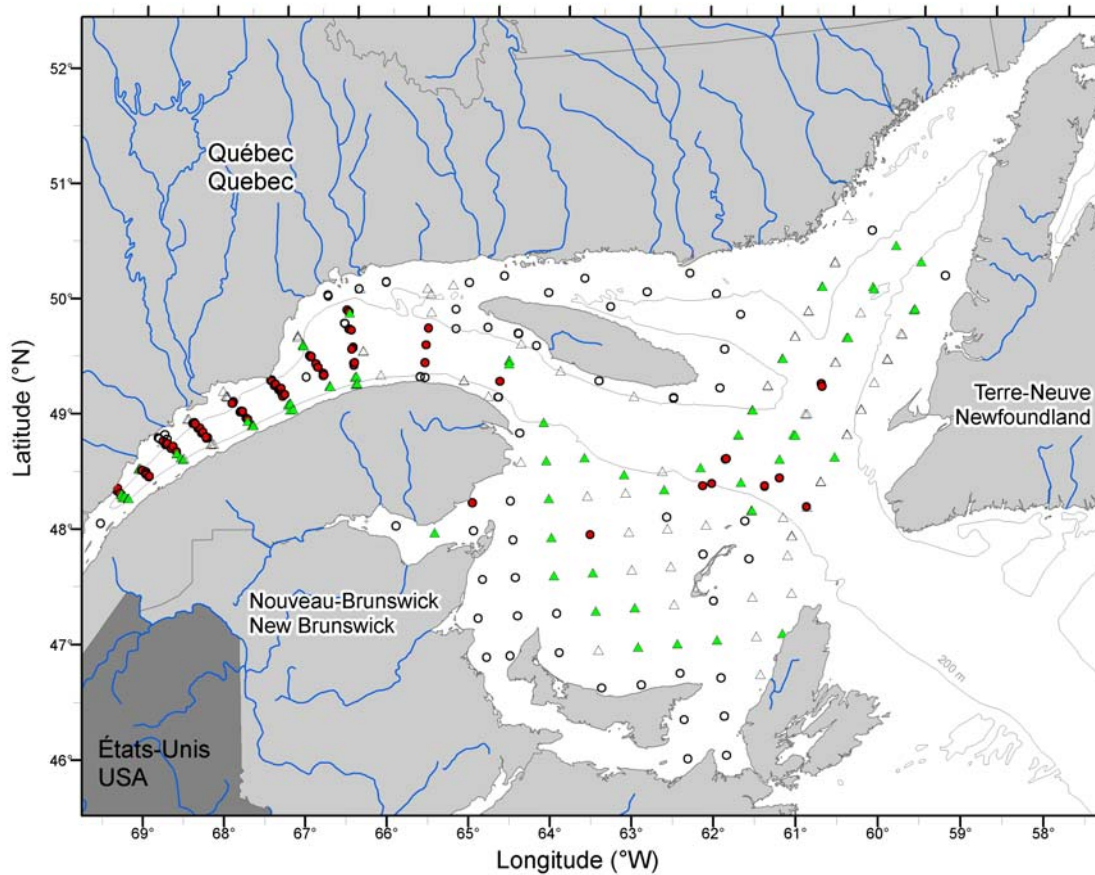 52°
51°
50°
49°
48°
47°
46°
Latitude (°N)
Québec
Quebec
Terre-Neuve
Newfoundland
Nouveau-Brunswick
New Brunswick
États-Unis
USA
200 m
69°
68°
67°
66°
65°
64°
63°
62°
61°
60°
59°
58°
Longitude (°W)